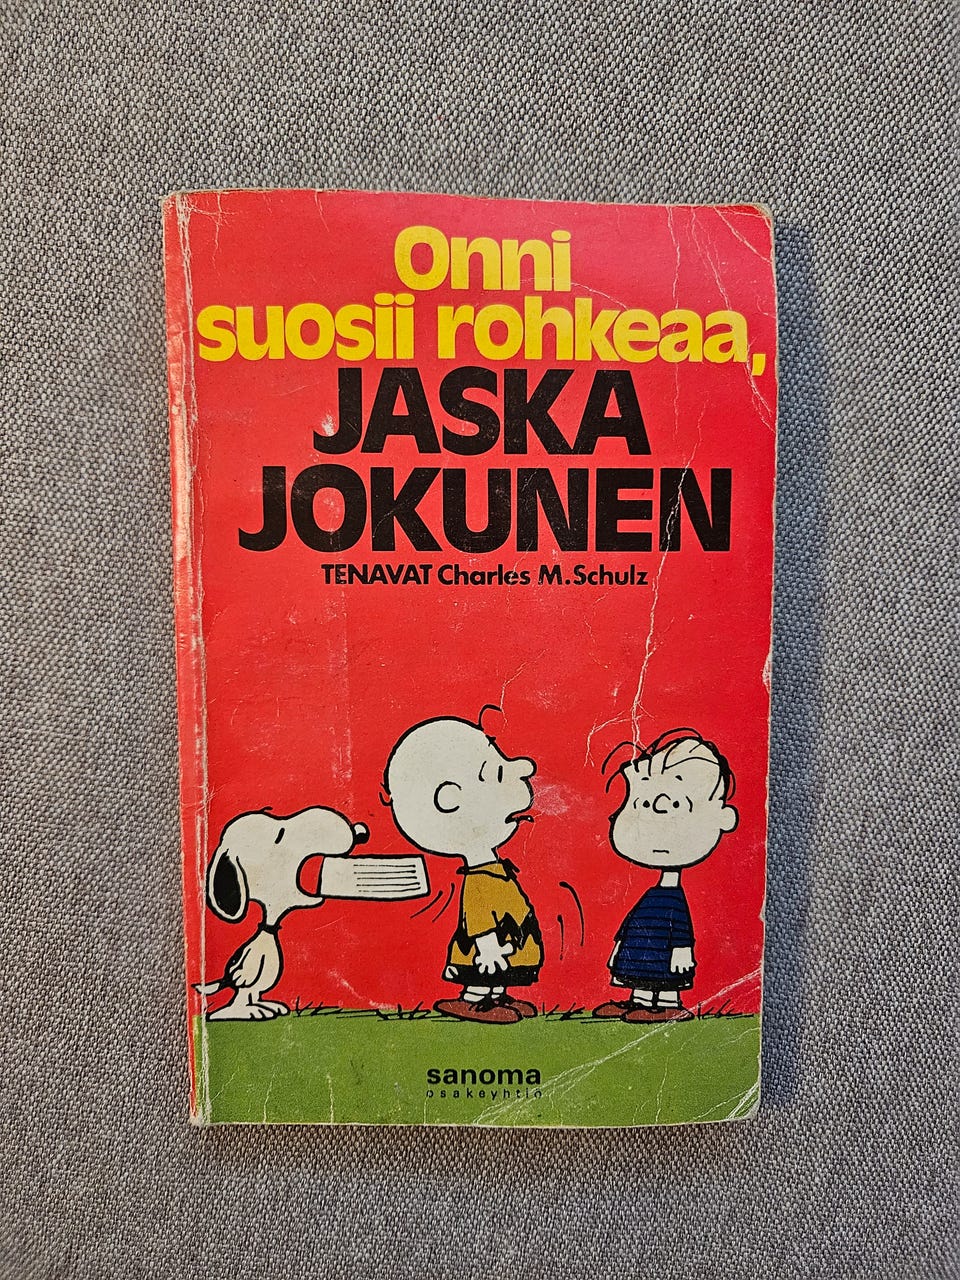 Onni
suosii rohkeaa,
JASKA
JOKUNEN
TENAVAT Charles M. Schulz
sanoma
osakeyhtiö